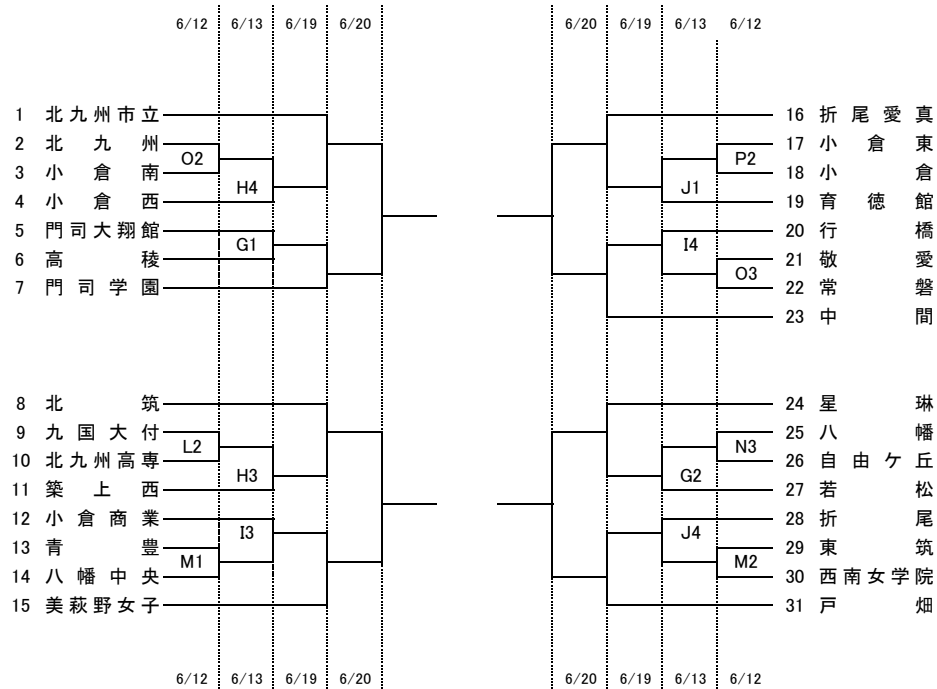 6/12 6/13 6/19 6/20 6/20 6/19 6/13 6/12
1 北九州市立
2 北九州
O2
3 小倉南
H4
4 小倉西
5 門司大翔館
G1
6 高稜
7 門司学園
16 折尾愛真
17 小倉東
P2
18 小倉
J1
19 育徳館
20 行橋
I4
21 敬愛
O3
22 常磐
23 中間
8 北筑
9 九国大付
L2
10 北九州高専
H3
11 築上西
12 小倉商業
I3
13 青豊
M1
14 八幡中央
15 美萩野女子
24 星琳
25 八幡
N3
26 自由ケ丘
G2
27 若松
28 折尾
J4
29 東筑
M2
30 西南女学院
31 戸畑
6/12 6/13 6/19 6/20 6/20 6/19 6/13 6/12